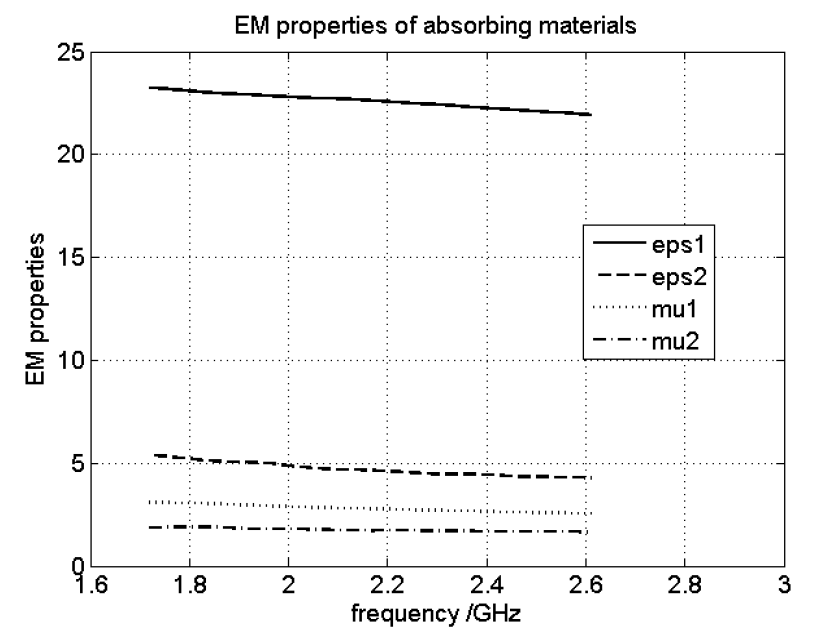 EM properties of absorbing materials
25
20
15
10
5
0
EM properties
eps1
eps2
mu1
mu2
1.6
1.8
2
2.2
2.4
2.6
2.8
3
frequency /GHz